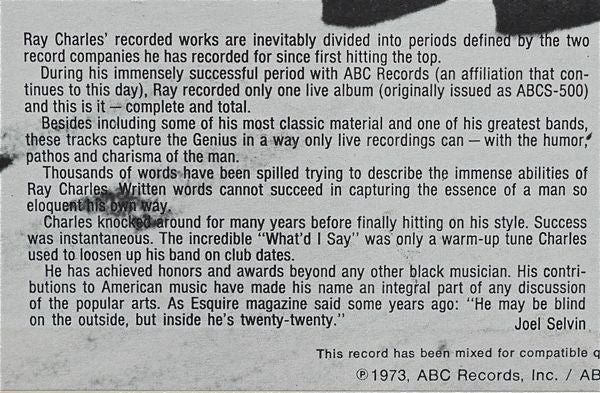 Ray Charles' recorded works are inevitably divided into periods defined by the two
record companies he has recorded for since first hitting the top.
During his immensely successful period with ABC Records (an affiliation that con-
tinues to this day), Ray recorded only one live album (originally issued as ABCS-500)
and this is it — complete and total.
Besides including some of his most classic material and one of his greatest bands,
these tracks capture the Genius in a way only live recordings can — with the humor,
pathos and charisma of the man.
Thousands of words have been spilled trying to describe the immense abilities of
Ray Charles. Written words cannot succeed in capturing the essence of a man so
eloquent his own way.
Charles knocked around for many years before finally hitting on his style. Success
was instantaneous. The incredible "What'd I Say" was only a warm-up tune Charles
used to loosen up his band on club dates.
He has achieved honors and awards beyond any other black musician. His contri-
butions to American music have made his name an integral part of any discussion
of the popular arts. As Esquire magazine said some years ago: "He may be blind
on the outside, but inside he's twenty-twenty."
Joel Selvin
This record has been mixed for compatible q
℗1973, ABC Records, Inc. / AB